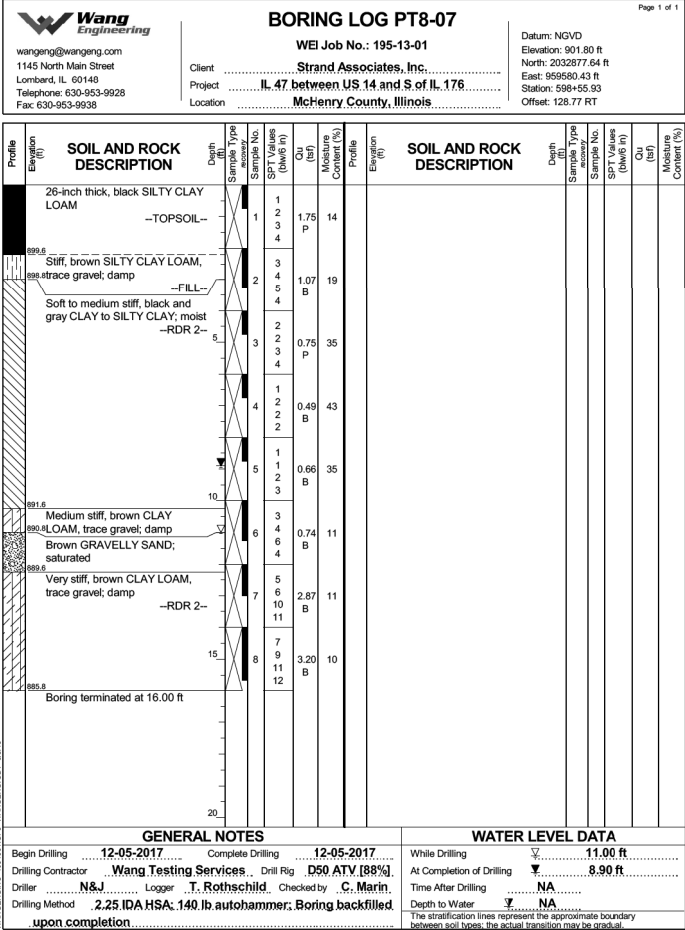 Page 1 of 1
Wang
Engineering
wangeng@wangeng.com
1145 North Main Street
Lombard, IL 60148
Telephone: 630-953-9928
Fax: 630-953-9938
BORING LOG PT8-07
WEI Job No.: 195-13-01
Client Strand Associates, Inc.
Project IL 47 between US 14 and S of IL 176
Location McHenry County, Illinois
Datum: NGVD
Elevation: 901.80 ft
North: 2032877.64 ft
East: 959580.43 ft
Station: 598+55.93
Offset: 128.77 RT
Profile
Elevation (ft)
SOIL AND ROCK DESCRIPTION
Depth (ft)
Sample Type
recovery
Sample No.
SPT Values (blw/6 in)
Qu (tsf)
Moisture Content (%)
Profile
Elevation (ft)
SOIL AND ROCK DESCRIPTION
Depth (ft)
Sample Type
recovery
Sample No.
SPT Values (blw/6 in)
Qu (tsf)
Moisture Content (%)
26-inch thick, black SILTY CLAY
LOAM
--TOPSOIL--
1
1 2 3 4
1.75 P
14
899.6
Stiff, brown SILTY CLAY LOAM,
898.8 trace gravel; damp
--FILL--
2
3 4 5 4
1.07 B
19
Soft to medium stiff, black and
gray CLAY to SILTY CLAY; moist
--RDR 2--
5
3
2 2 3 4
0.75 P
35
4
1 2 2 2
0.49 B
43
5
1 1 2 3
0.66 B
35
10
891.6
Medium stiff, brown CLAY
890.8 LOAM, trace gravel; damp
6
3 4 6 4
0.74 B
11
Brown GRAVELLY SAND;
saturated
889.6
Very stiff, brown CLAY LOAM,
trace gravel; damp
--RDR 2--
7
5 6 10 11
2.87 B
11
15
8
7 9 11 12
3.20 B
10
885.8
Boring terminated at 16.00 ft
20
GENERAL NOTES
Begin Drilling 12-05-2017 Complete Drilling 12-05-2017
Drilling Contractor Wang Testing Services Drill Rig D50 ATV [88%]
Driller N&J Logger T. Rothschild Checked by C. Marin
Drilling Method 2.25 IDA HSA; 140 lb autohammer; Boring backfilled
upon completion
WATER LEVEL DATA
While Drilling 11.00 ft
At Completion of Drilling 8.90 ft
Time After Drilling NA
Depth to Water NA
The stratification lines represent the approximate boundary
between soil types; the actual transition may be gradual.